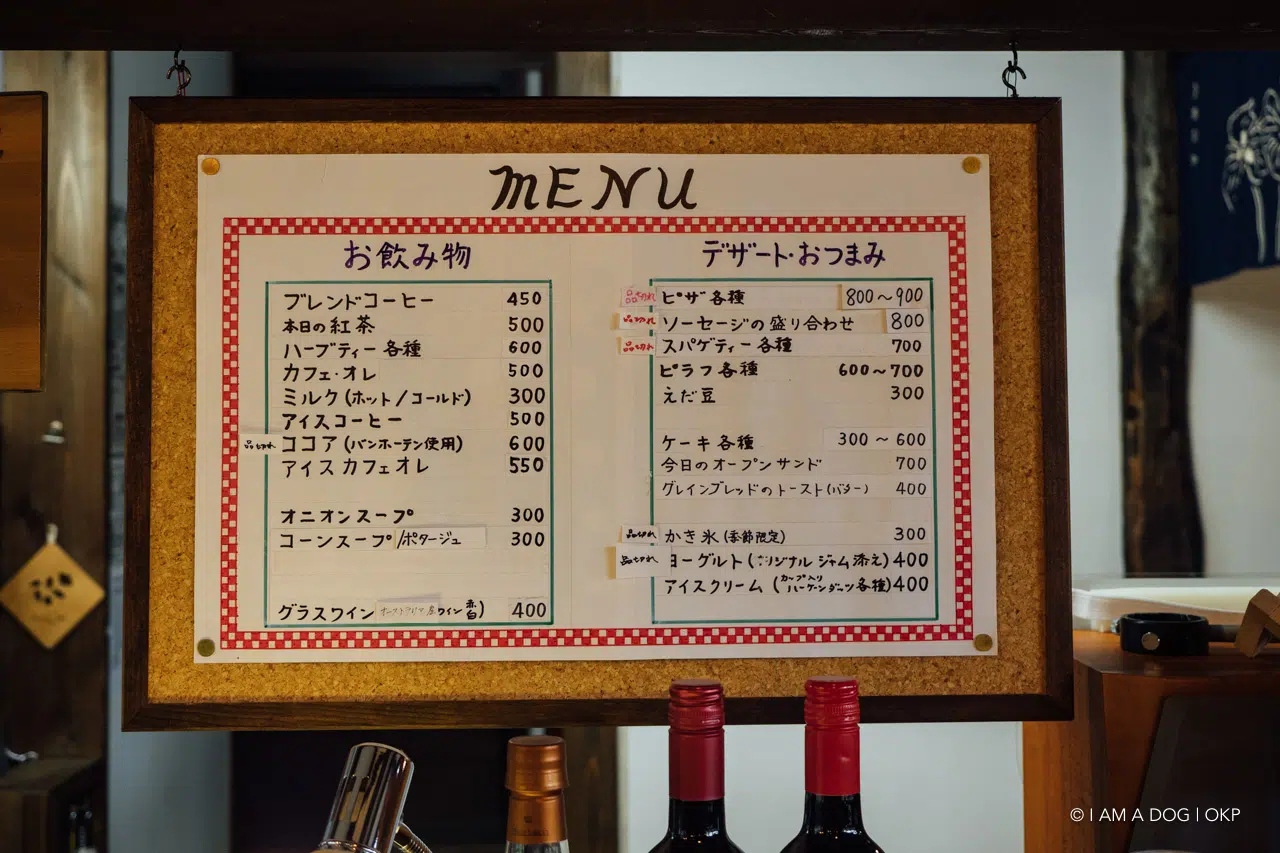 MENU
お飲み物
ブレンドコーヒー 450
本日の紅茶 500
ハーブティー 各種 600
カフェ・オレ 500
ミルク(ホット/コールド) 300
アイスコーヒー 500
品切れ ココア(バンホーテン使用) 600
アイスカフェオレ 550
オニオンスープ 300
コーンスープ/ポタージュ 300
グラスワイン ワイン 赤白) 400
デザート・おつまみ
品切れ ピザ 各種 800〜900
品切れ ソーセージの盛り合わせ 800
品切れ スパゲティー 各種 700
ピラフ 各種 600〜700
えだ豆 300
ケーキ 各種 300〜600
今日のオープンサンド 700
グレインブレッドのトースト(バター) 400
品切れ かき氷(季節限定) 300
品切れ ヨーグルト(オリジナル ジャム添え) 400
アイスクリーム(カップ入りハーゲンダッツ各種) 400
© I AM A DOG | OKP